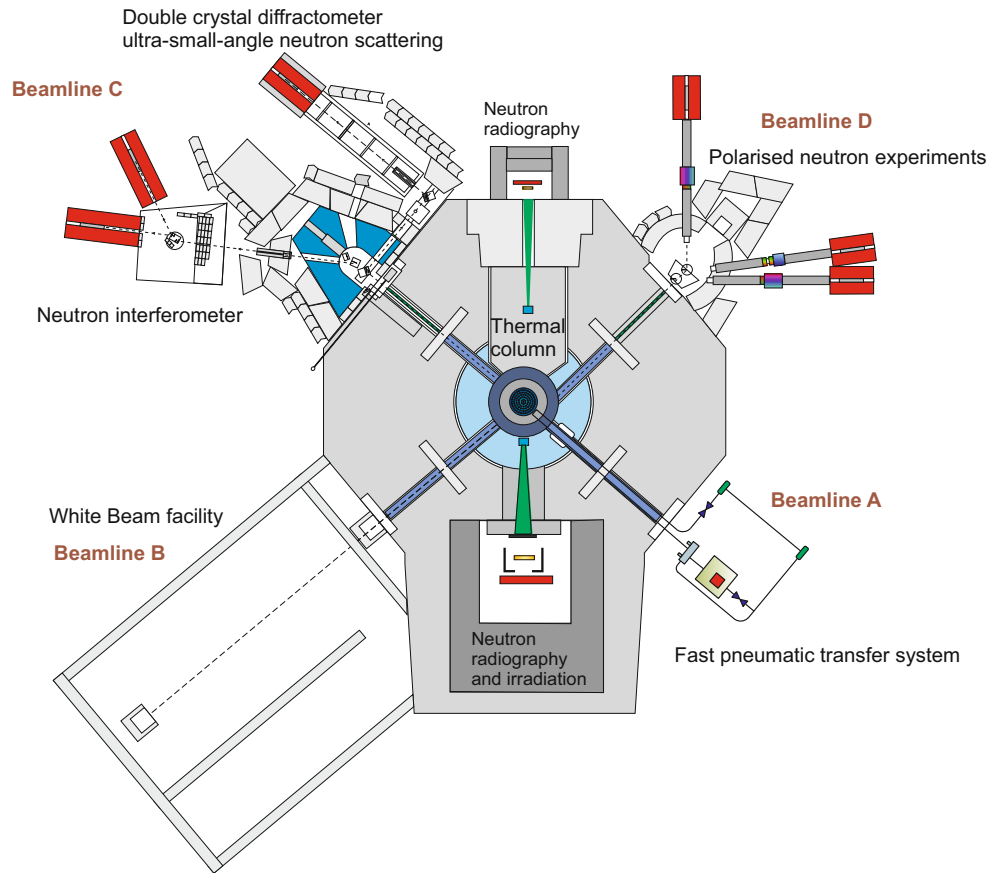 Double crystal diffractometer
ultra-small-angle neutron scattering
Beamline C
Neutron
radiography
Beamline D
Polarised neutron experiments
Neutron interferometer
Thermal
column
White Beam facility
Beamline B
Beamline A
Neutron
radiography
and irradiation
Fast pneumatic transfer system